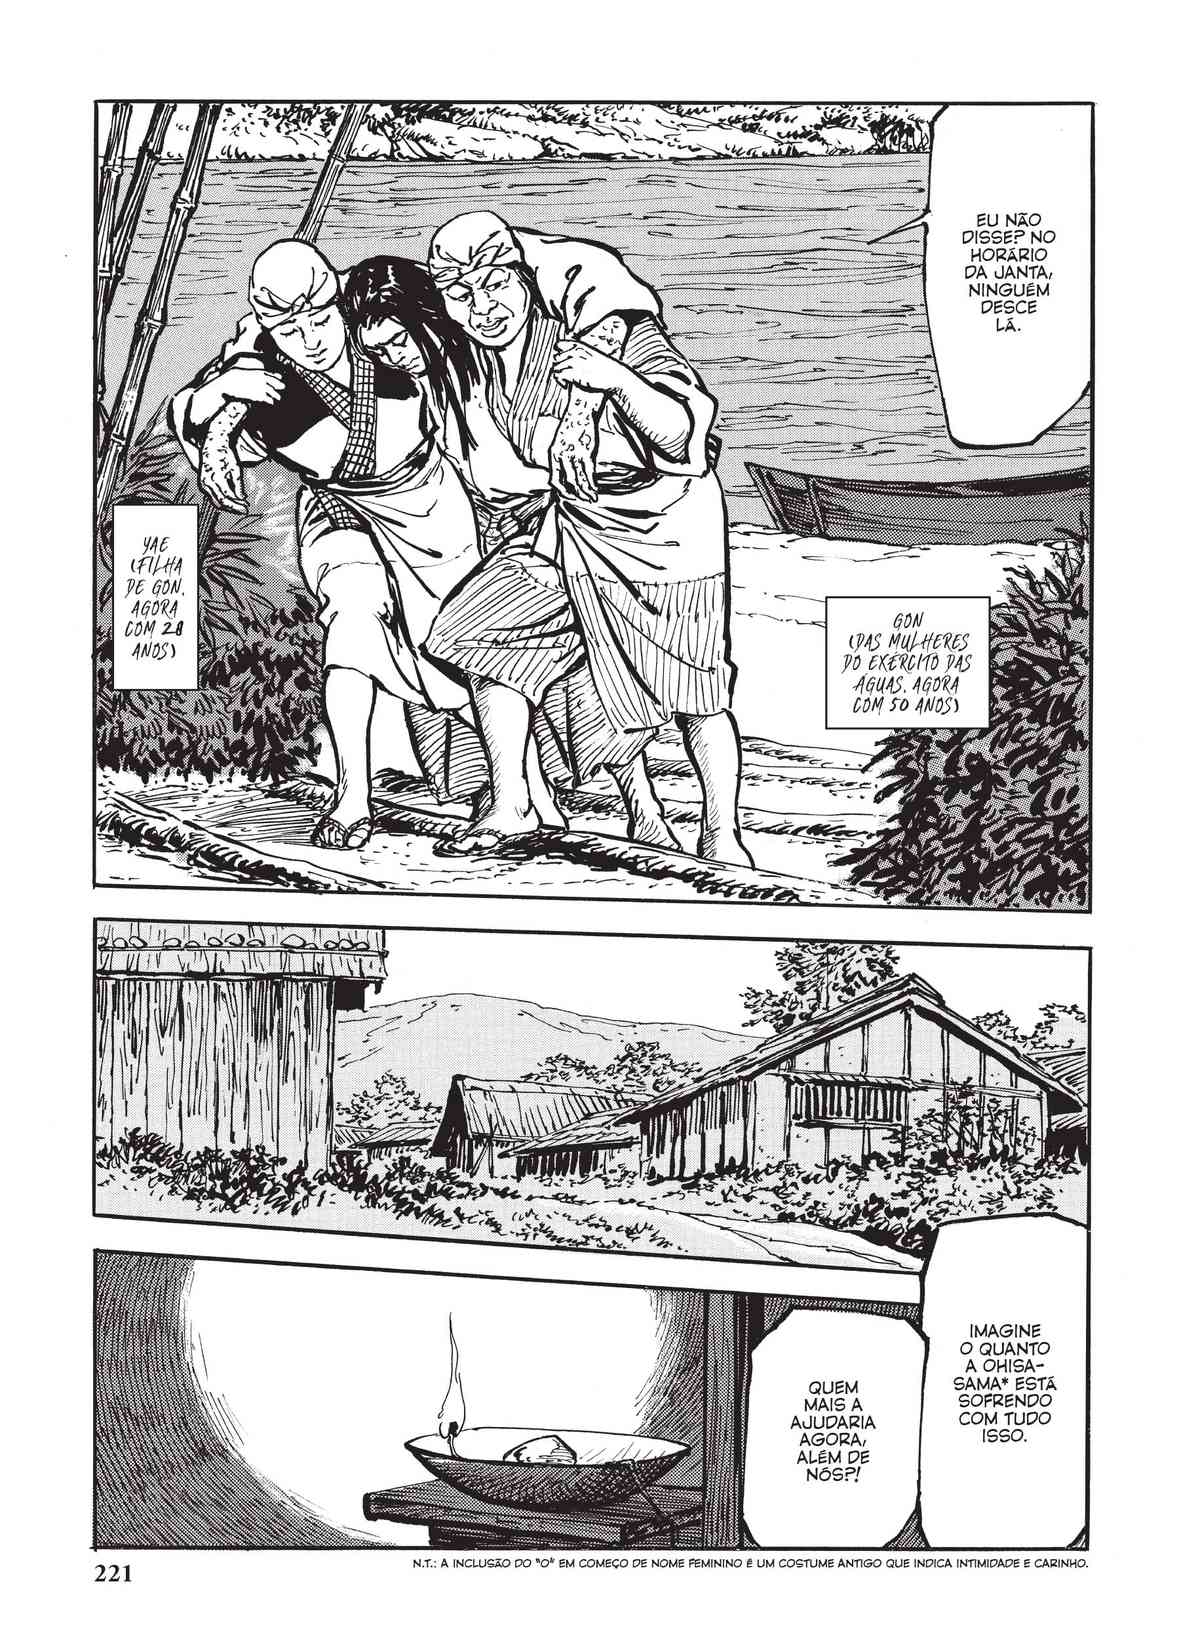 EU NÃO
DISSE? NO
HORÁRIO
DA JANTA,
NINGUÉM
DESCE
LÁ.
YAE
(FILHA
DE GON.
AGORA
COM 28
ANOS)
GON
(DAS MULHERES
DO EXÉRCITO DAS
ÁGUAS. AGORA
COM 50 ANOS)
IMAGINE
O QUANTO
A OHISA-
SAMA* ESTÁ
SOFRENDO
COM TUDO
ISSO.
QUEM
MAIS A
AJUDARIA
AGORA,
ALÉM DE
NÓS?!
N.T.: A INCLUSÃO DO "O" EM COMEÇO DE NOME FEMININO É UM COSTUME ANTIGO QUE INDICA INTIMIDADE E CARINHO.
221